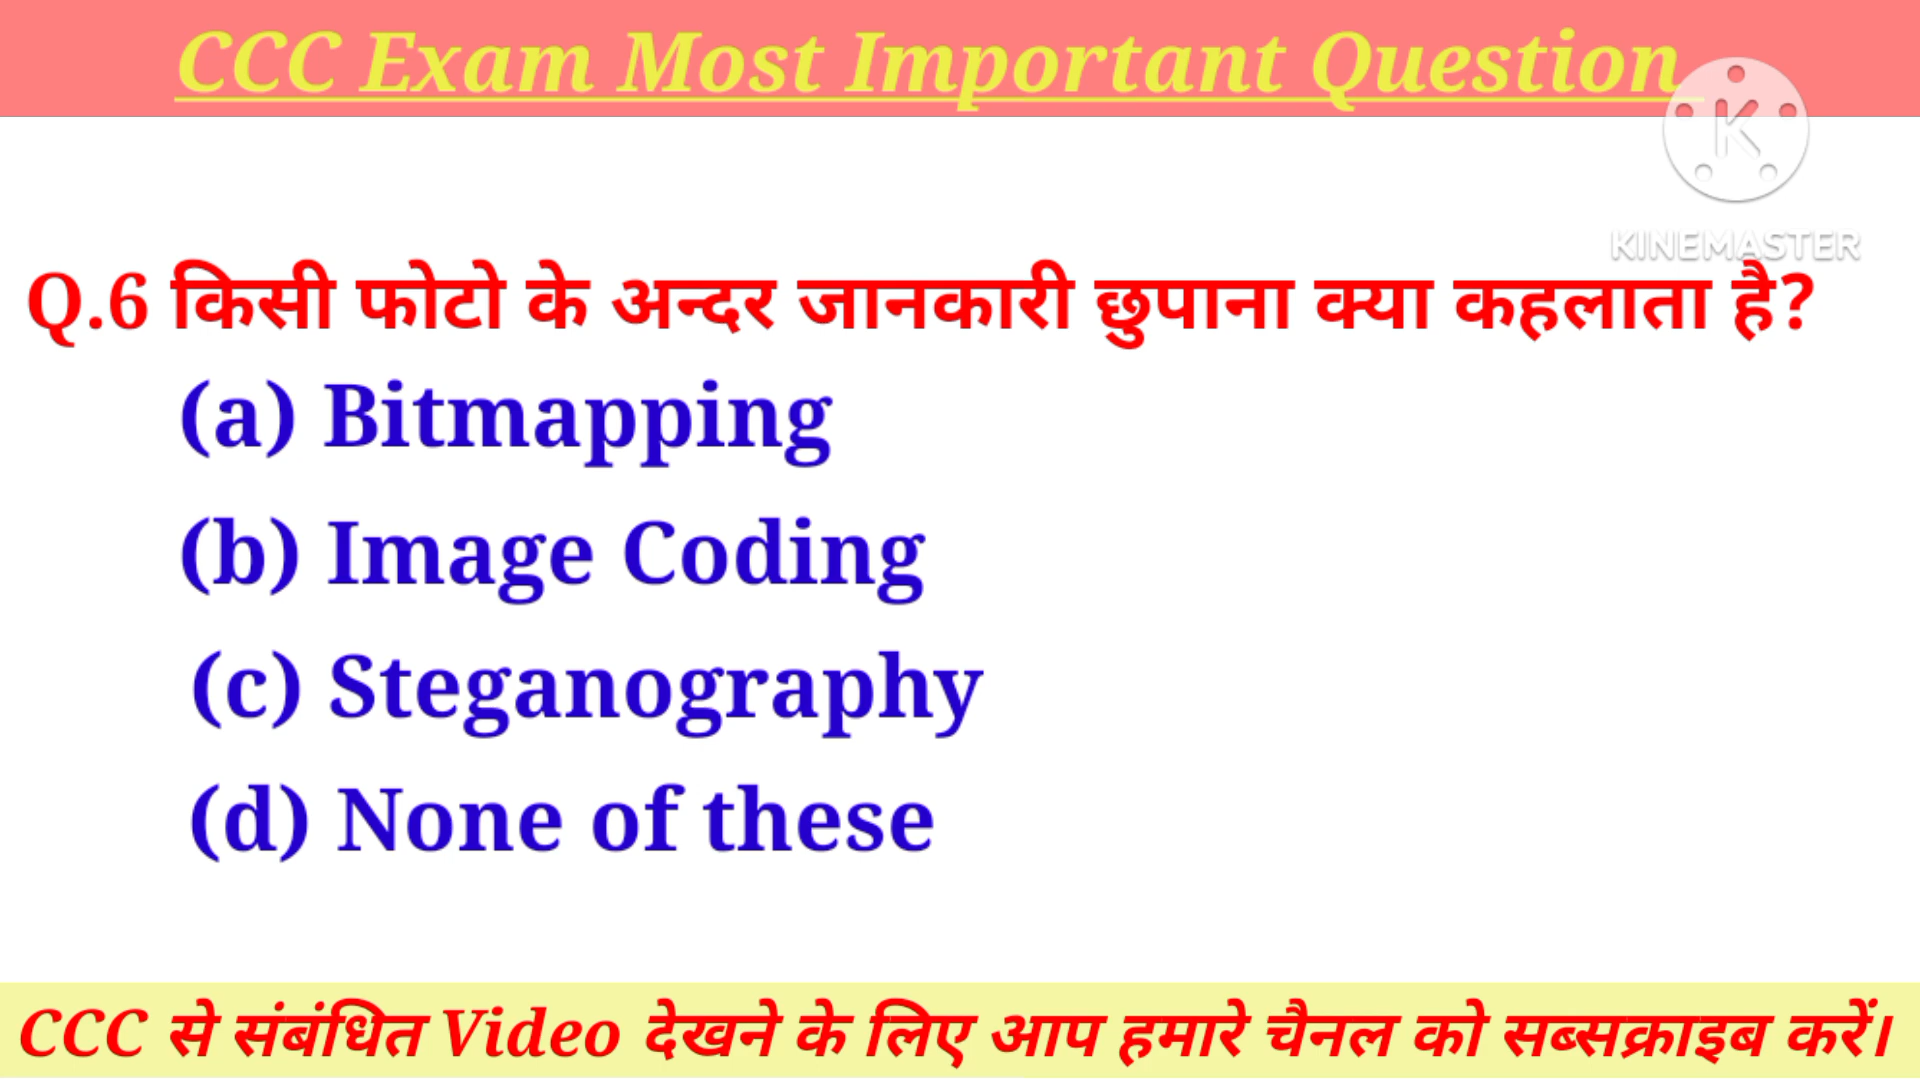 CCC Exam Most Important Question
K
KINEMASTER
Q.6 किसी फोटो के अन्दर जानकारी छुपाना क्या कहलाता है?
(a) Bitmapping
(b) Image Coding
(c) Steganography
(d) None of these
CCC से संबंधित Video देखने के लिए आप हमारे चैनल को सब्सक्राइब करें।